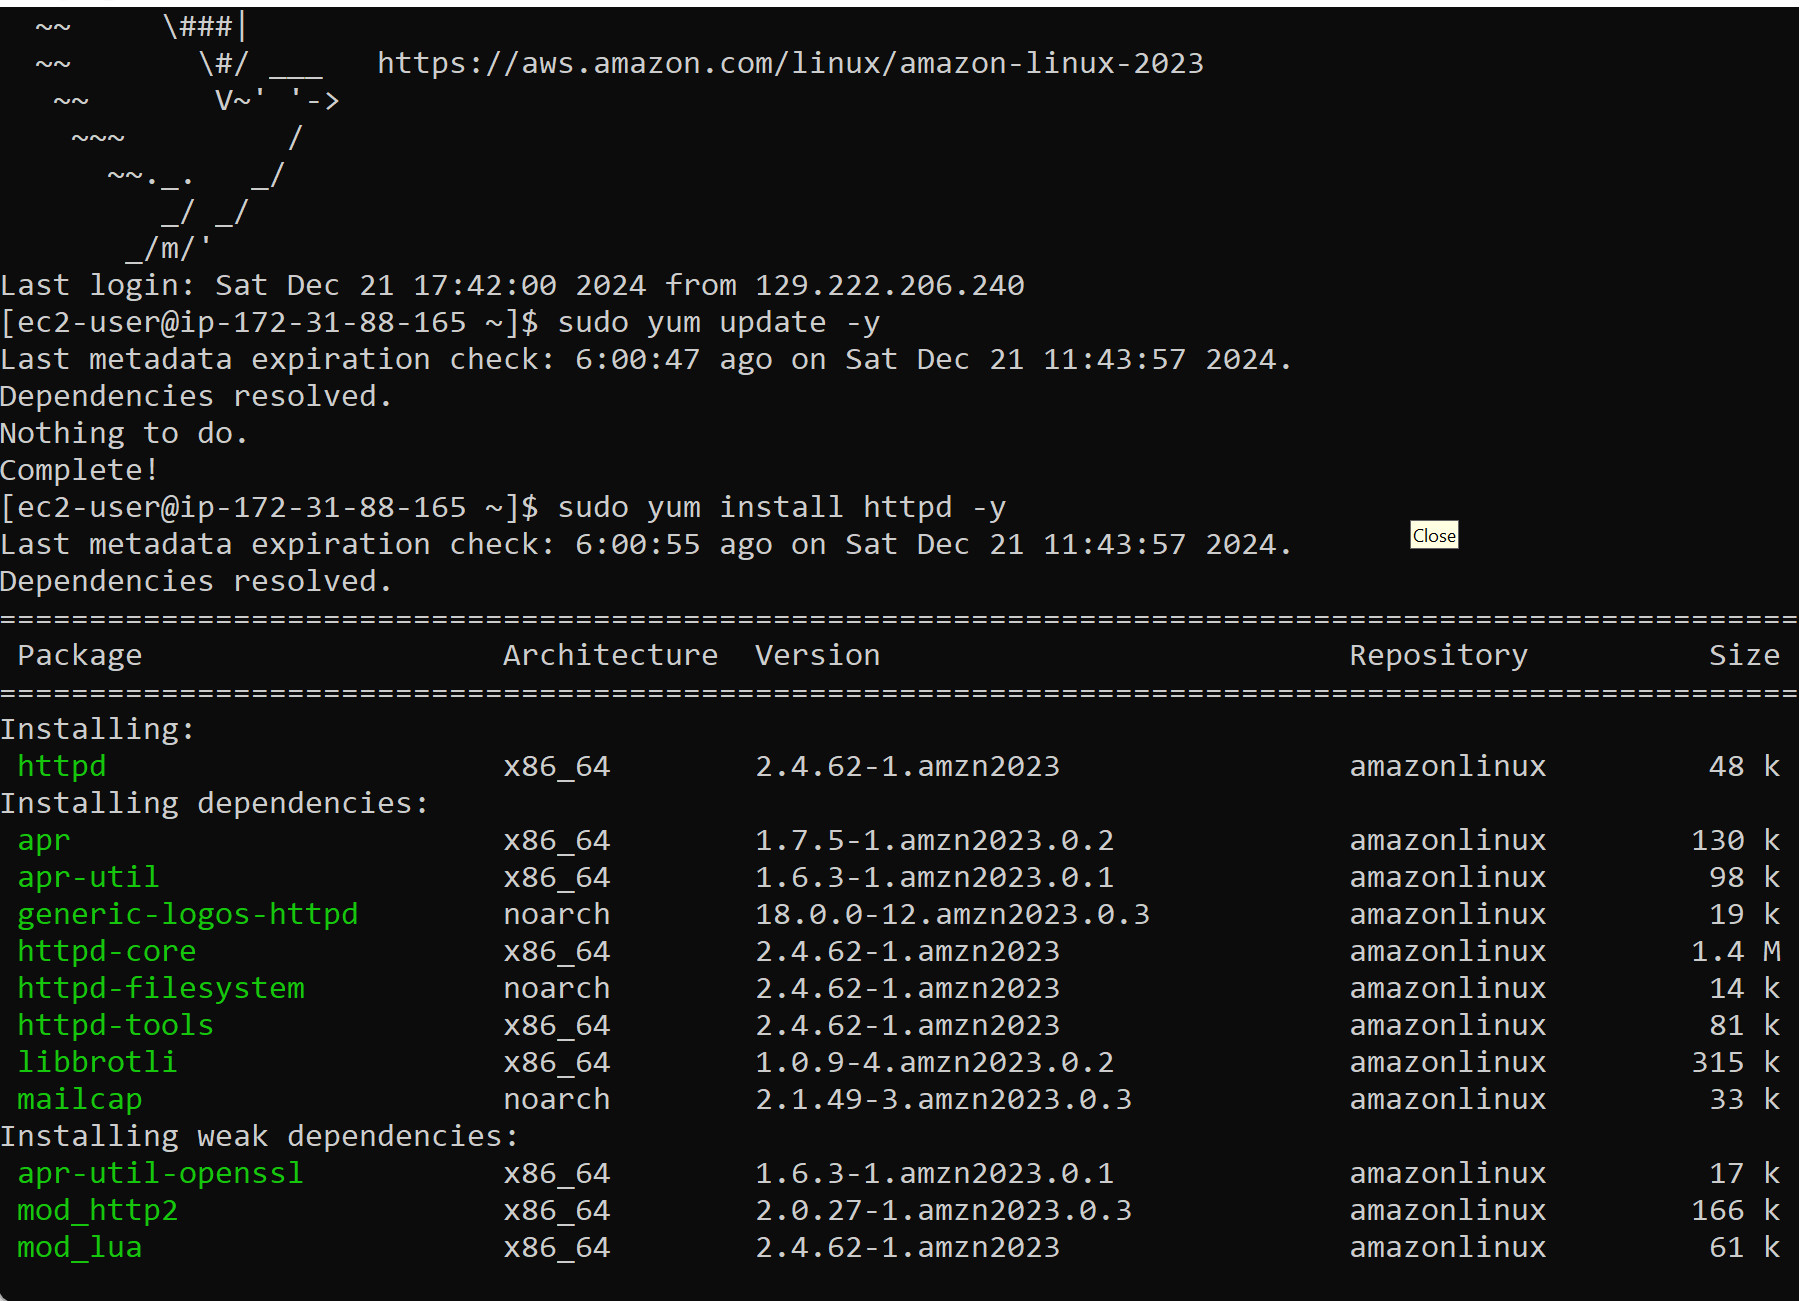 ~~     \###|
  ~~       \#/ ___   https://aws.amazon.com/linux/amazon-linux-2023
   ~~       V~' '->
    ~~~         /
      ~~._.   _/
         _/ _/
       _/m/'
Last login: Sat Dec 21 17:42:00 2024 from 129.222.206.240
[ec2-user@ip-172-31-88-165 ~]$ sudo yum update -y
Last metadata expiration check: 6:00:47 ago on Sat Dec 21 11:43:57 2024.
Dependencies resolved.
Nothing to do.
Complete!
[ec2-user@ip-172-31-88-165 ~]$ sudo yum install httpd -y
Last metadata expiration check: 6:00:55 ago on Sat Dec 21 11:43:57 2024.
Close
Dependencies resolved.
====================================================================================================
 Package                    Architecture  Version                          Repository          Size
====================================================================================================
Installing:
 httpd                      x86_64        2.4.62-1.amzn2023                amazonlinux         48 k
Installing dependencies:
 apr                        x86_64        1.7.5-1.amzn2023.0.2             amazonlinux        130 k
 apr-util                   x86_64        1.6.3-1.amzn2023.0.1             amazonlinux         98 k
 generic-logos-httpd        noarch        18.0.0-12.amzn2023.0.3           amazonlinux         19 k
 httpd-core                 x86_64        2.4.62-1.amzn2023                amazonlinux        1.4 M
 httpd-filesystem           noarch        2.4.62-1.amzn2023                amazonlinux         14 k
 httpd-tools                x86_64        2.4.62-1.amzn2023                amazonlinux         81 k
 libbrotli                  x86_64        1.0.9-4.amzn2023.0.2             amazonlinux        315 k
 mailcap                    noarch        2.1.49-3.amzn2023.0.3            amazonlinux         33 k
Installing weak dependencies:
 apr-util-openssl           x86_64        1.6.3-1.amzn2023.0.1             amazonlinux         17 k
 mod_http2                  x86_64        2.0.27-1.amzn2023.0.3            amazonlinux        166 k
 mod_lua                    x86_64        2.4.62-1.amzn2023                amazonlinux         61 k